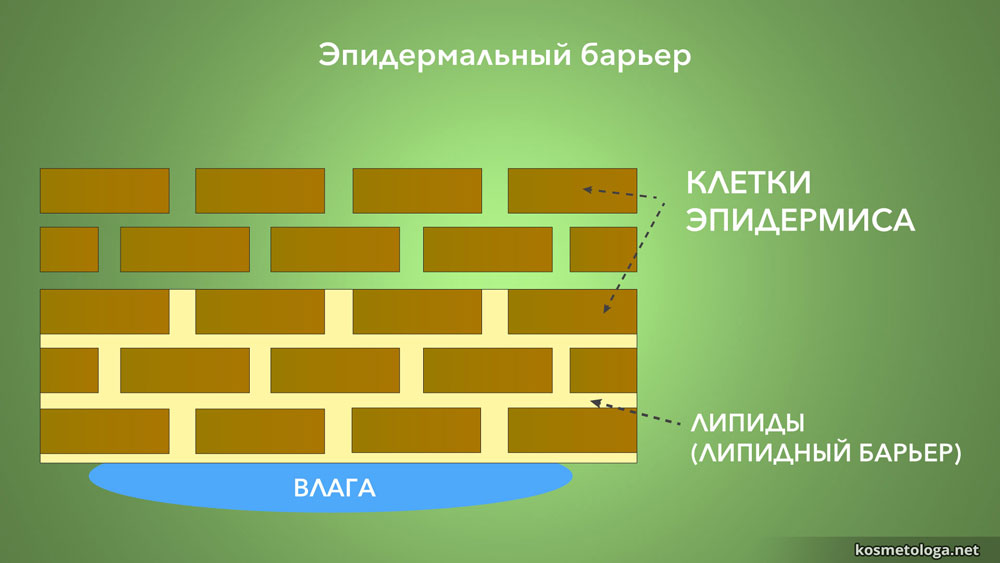 Эпидермальный барьер
КЛЕТКИ
ЭПИДЕРМИСА
ЛИПИДЫ
(ЛИПИДНЫЙ БАРЬЕР)
ВЛАГА
kosmetologa.net